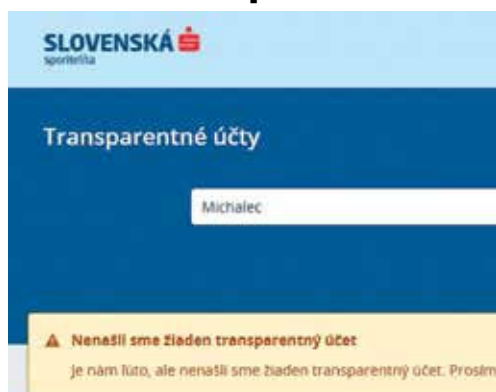 SLOVENSKÁ
sporiteľňa
Transparentné účty
Michalec
Nenašli sme žiaden transparentný účet
Je nám ľúto, ale nenašli sme žiaden transparentný účet. Prosím